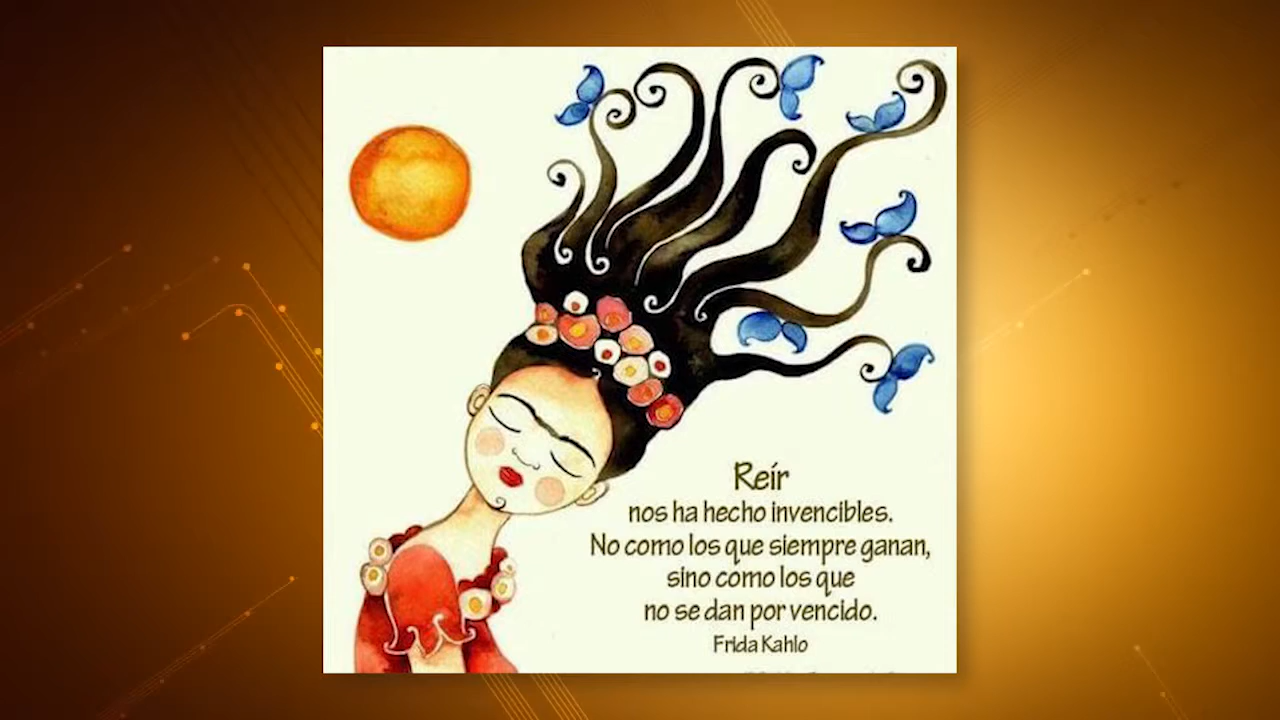 Reír
nos ha hecho invencibles.
No como los que siempre ganan,
sino como los que
no se dan por vencido.
Frida Kahlo